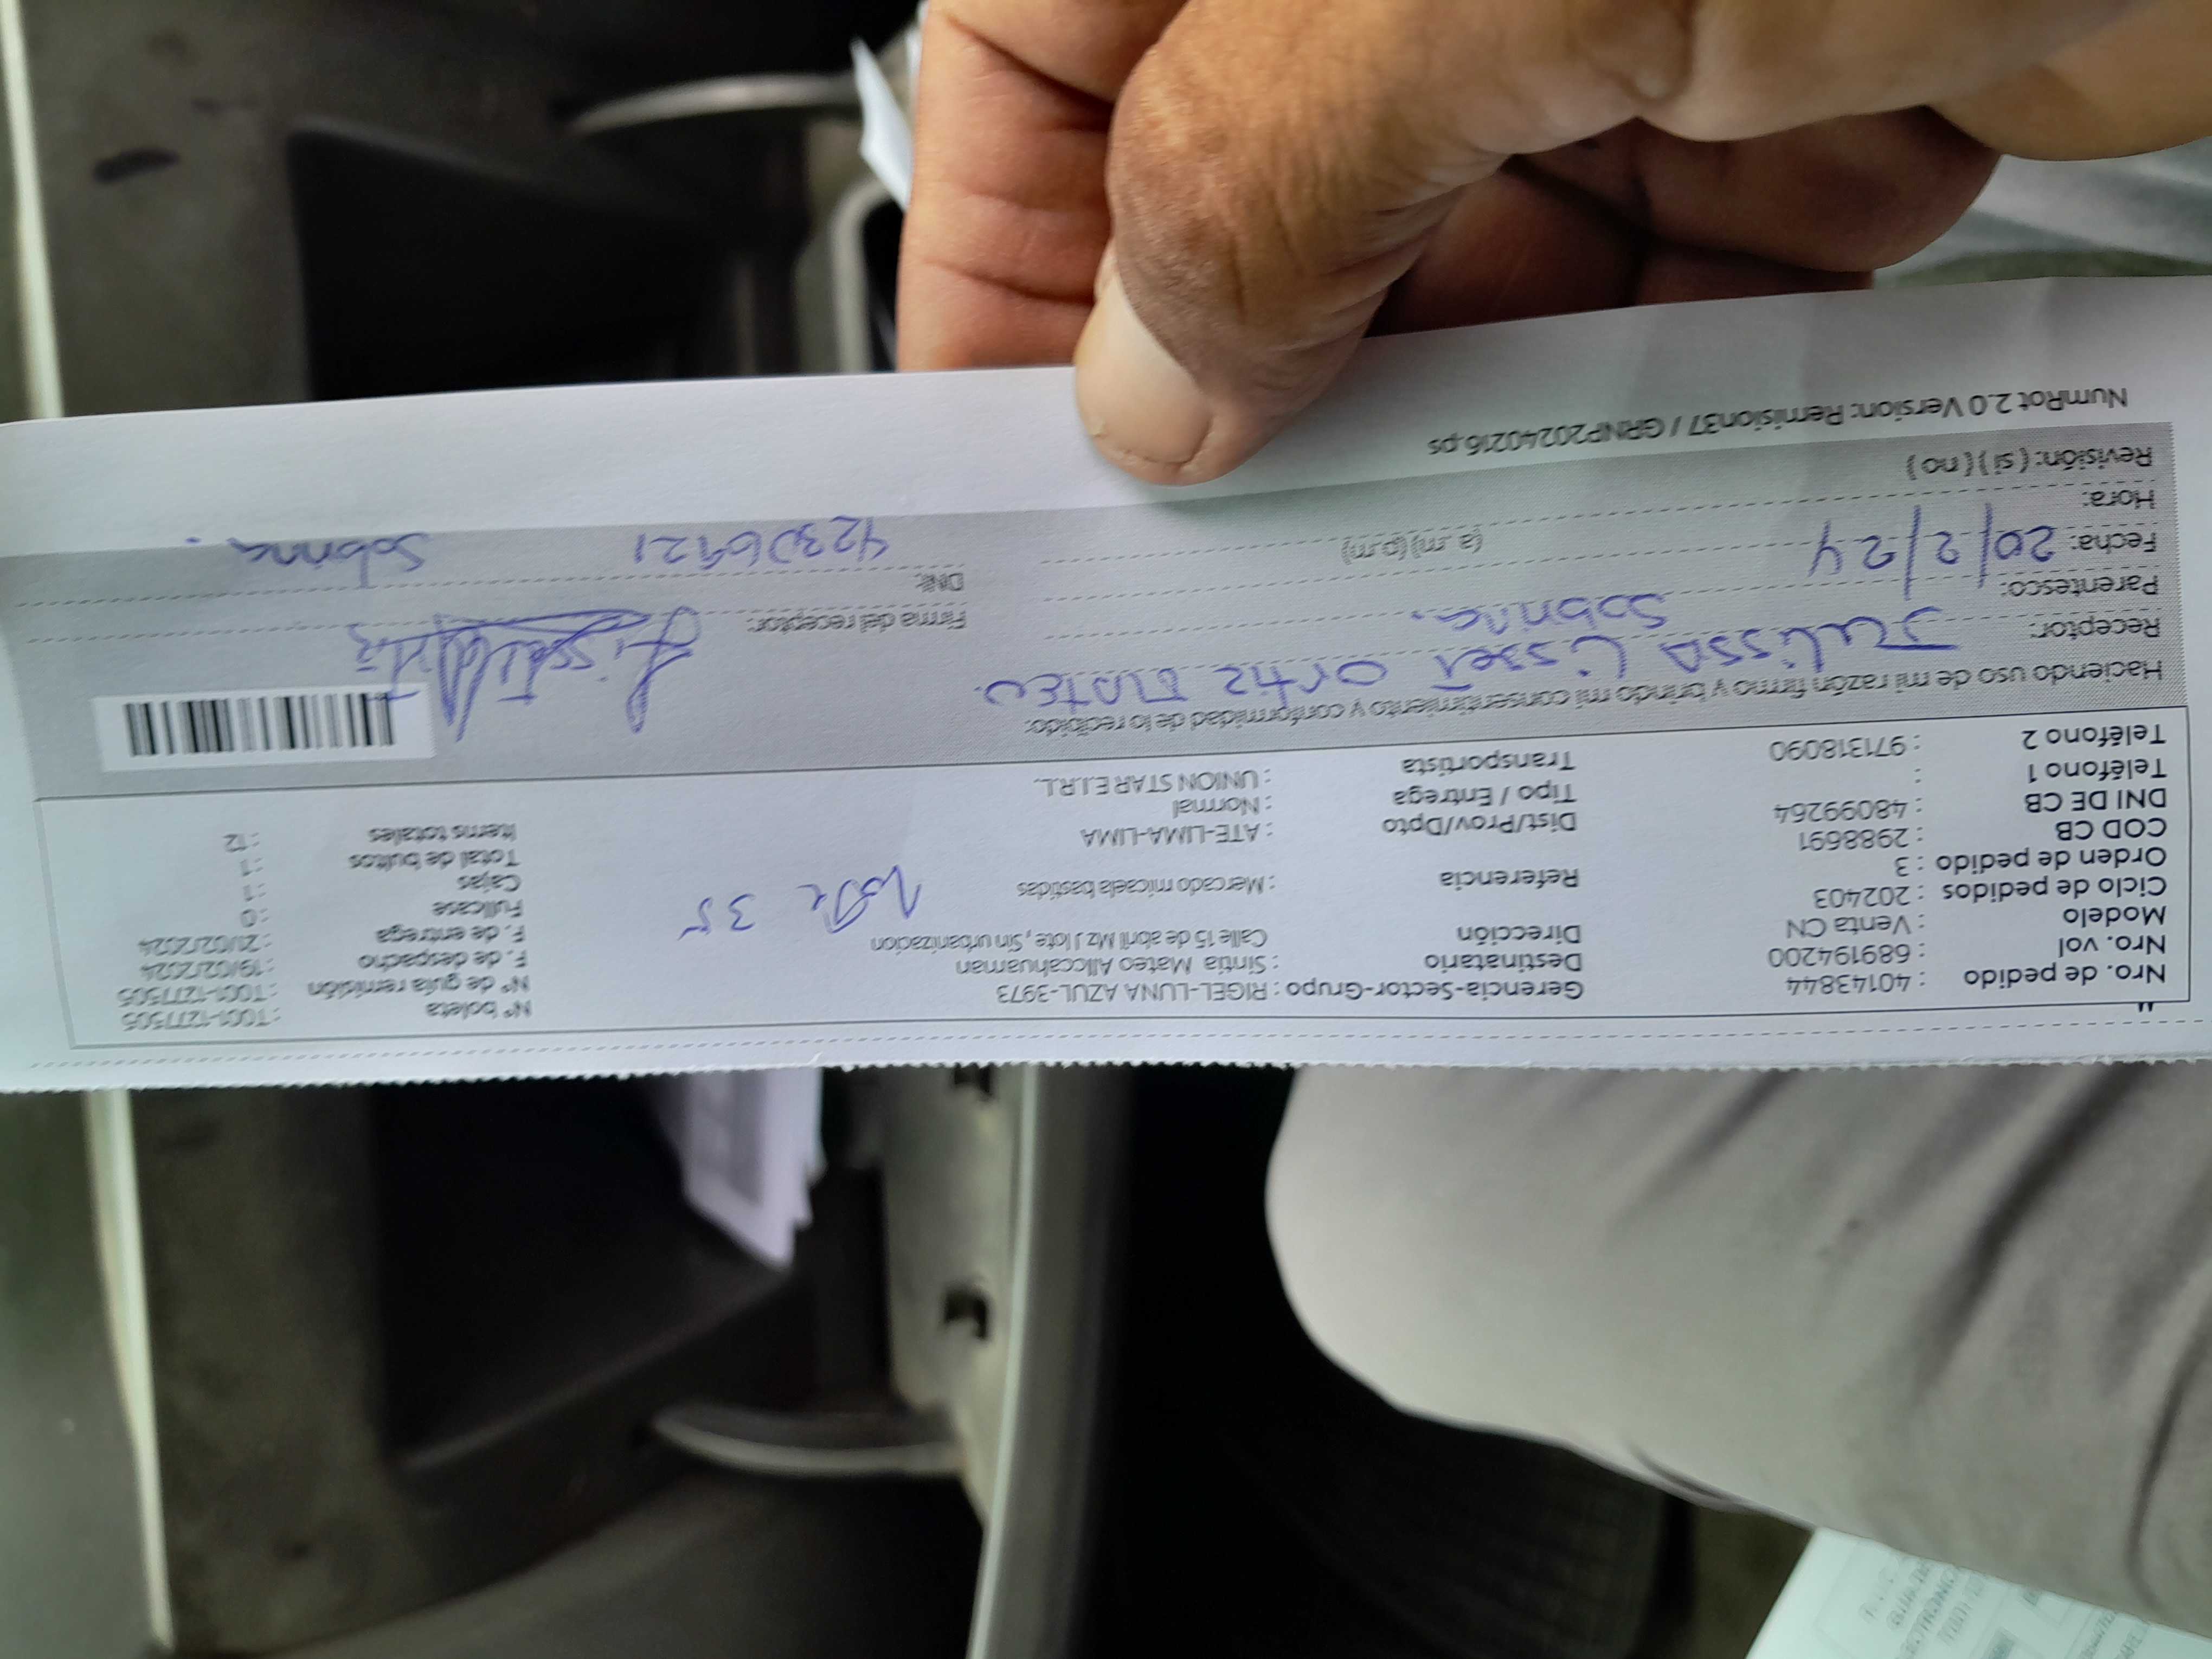 Nro. de pedido : 40143844
Nro. vol : 689194200
Modelo : Venta CN
Ciclo de pedidos : 202403
Orden de pedido : 3
COD CB : 2988691
DNI DE CB : 48099264
Teléfono 1 :
Teléfono 2 : 971318090
Gerencia-Sector-Grupo : RIGEL-LUNA AZUL-3973
Destinatario : Sintia Mateo Allccahuaman
Dirección Calle 15 de abril Mz J lote J, Sin urbanizacion
Referencia : Mercado micaela bastidas
35
Dist/Prov/Dpto : ATE-LIMA-LIMA
Tipo / Entrega : Normal
Transportista : UNION STAR E.I.R.L.
N° boleta : T001-1277505
N° de guía remisión : T001-1277505
F. de despacho : 19/02/2024
F. de entrega : 21/02/2024
Fullcase : 0
Cajas : 1
Total de bultos : 1
Items totales : 12
Haciendo uso de mi razón firmo y brindo mi consentimiento y conformidad de lo recibido:
Receptor: Julissa Lisset Ortiz Mateo.
Parentesco: Sobrina.
Fecha: 20/2/24
Hora: (a.m) (p.m)
Revisión: ( si ) ( no )
Firma del receptor:
DNI: 42306921
Sobrina.
NumRot 2.0 Version: Remision37 / GRNP20240216.ps